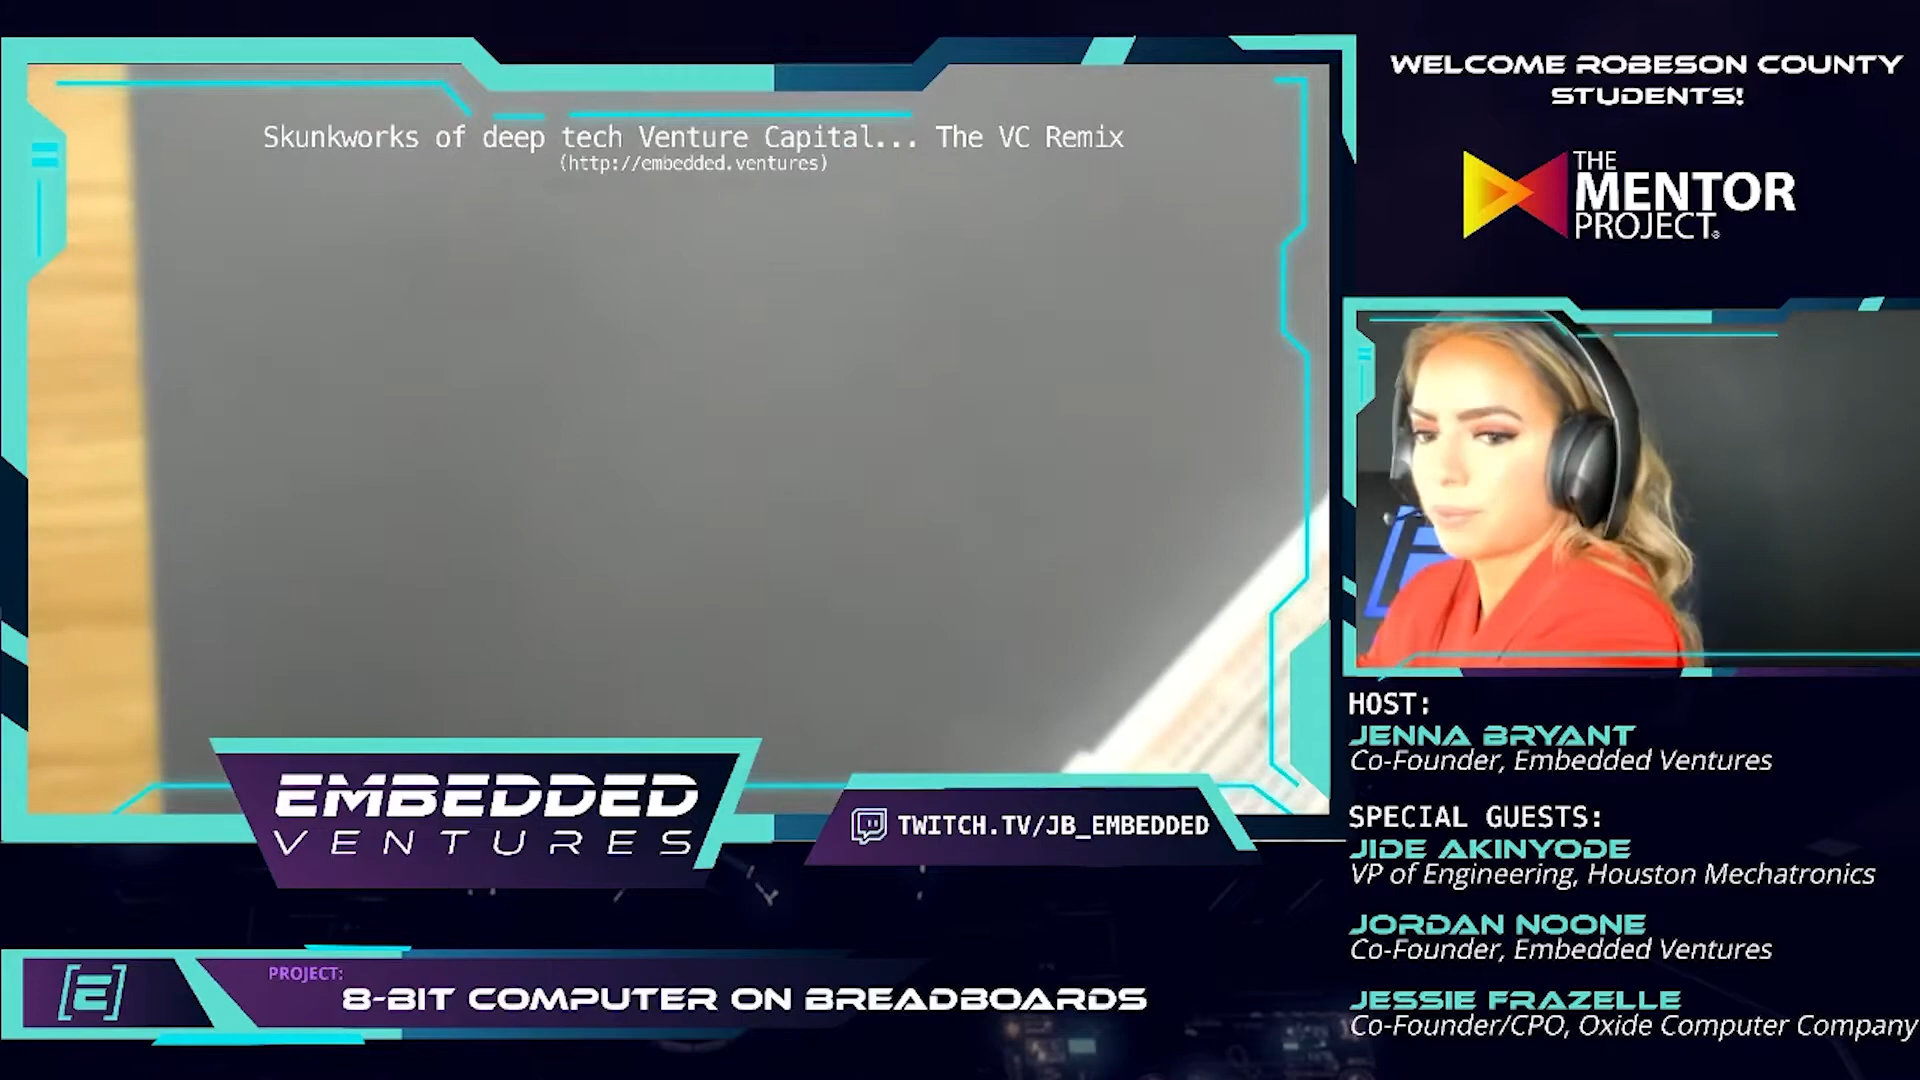 WELCOME ROBESON COUNTY
STUDENTS!
THE
MENTOR
PROJECT
Skunkworks of deep tech Venture Capital... The VC Remix
(http://embedded.ventures)
HOST:
JENNA BRYANT
Co-Founder, Embedded Ventures
SPECIAL GUESTS:
JIDE AKINYODE
VP of Engineering, Houston Mechatronics
JORDAN NOONE
Co-Founder, Embedded Ventures
JESSIE FRAZELLE
Co-Founder/CPO, Oxide Computer Company
EMBEDDED
VENTURES
TWITCH.TV/JB_EMBEDDED
[E]
PROJECT:
8-BIT COMPUTER ON BREADBOARDS